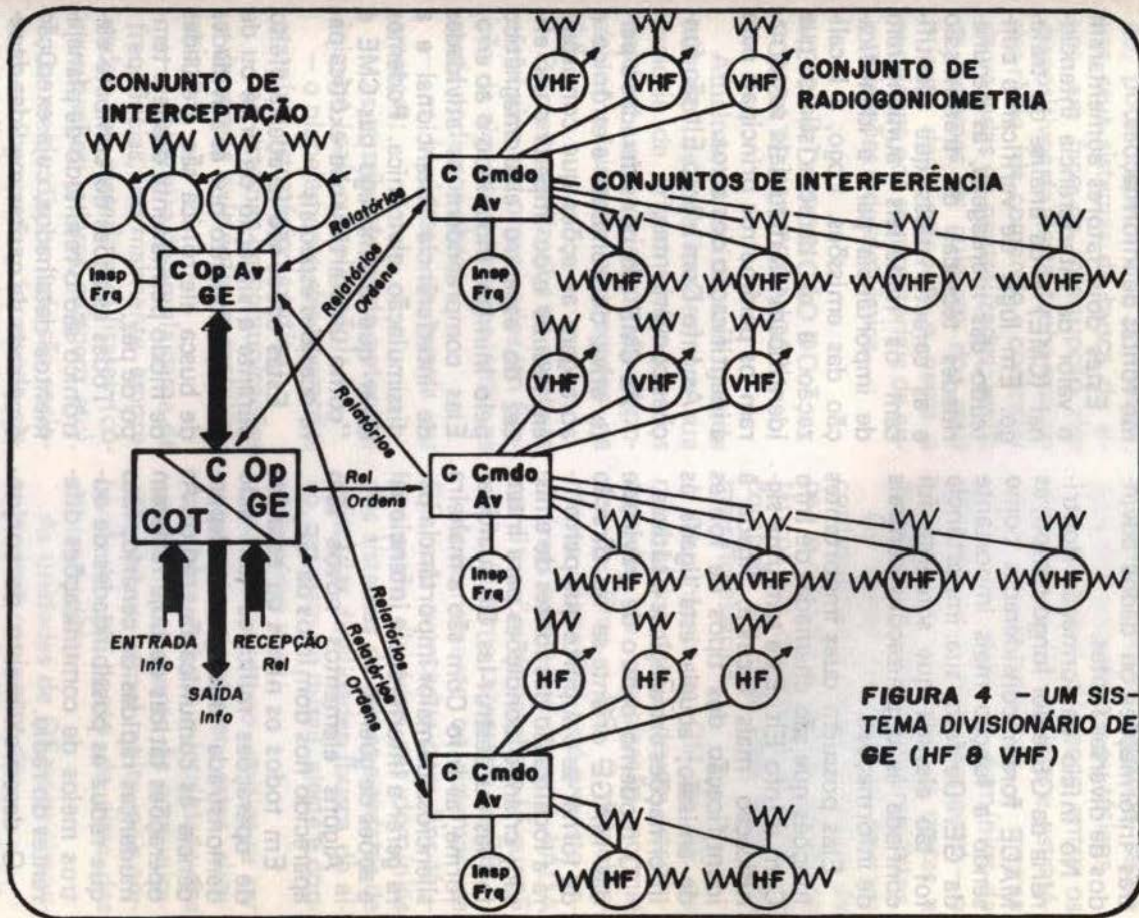 CONJUNTO DE
INTERCEPTAÇÃO
VHF
VHF
VHF
CONJUNTO DE
RADIOGONIOMETRIA
C Cmdo
Av
CONJUNTOS DE INTERFERÊNCIA
Relatórios
Relatórios
Ordens
Insp
Frq
C Op Av
GE
Insp
Frq
VHF
VHF
VHF
VHF
VHF
VHF
VHF
Relatórios
C Cmdo
Av
Rel
Ordens
C Op
GE
COT
Insp
Frq
VHF
VHF
VHF
VHF
ENTRADA
Info
RECEPÇÃO
Rel
SAÍDA
Info
Relatórios
Relatórios
Ordens
HF
HF
HF
FIGURA 4 - UM SIS-
TEMA DIVISIONÁRIO DE
GE (HF & VHF)
C Cmdo
Av
Insp
Frq
HF
HF